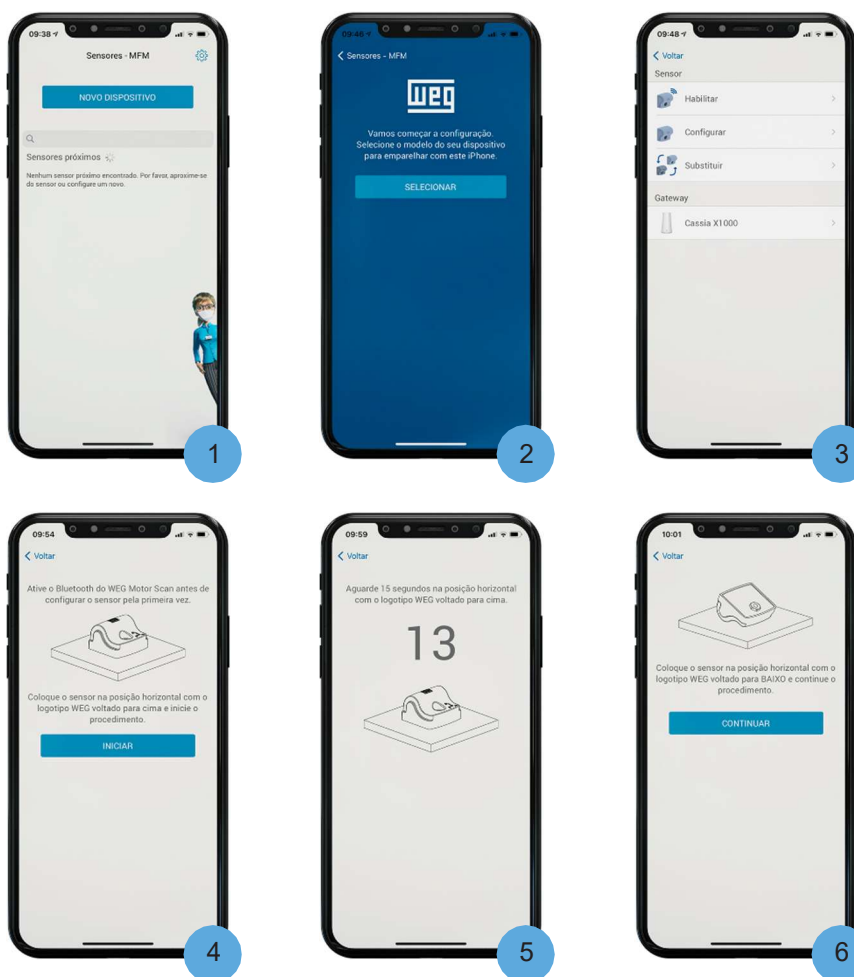 09:38
Sensores - MFM
NOVO DISPOSITIVO
Sensores próximos
Nenhum sensor próximo encontrado. Por favor, aproxime-se
do sensor ou configure um novo.
1
09:46
Sensores - MFM
WEG
Vamos começar a configuração.
Selecione o modelo do seu dispositivo
para emparelhar com este iPhone.
SELECIONAR
2
09:48
Voltar
Sensor
Habilitar
Configurar
Substituir
Gateway
Cassia X1000
3
09:54
Voltar
Ative o Bluetooth do WEG Motor Scan antes de
configurar o sensor pela primeira vez.
Coloque o sensor na posição horizontal com o
logotipo WEG voltado para cima e inicie o
procedimento.
INICIAR
4
09:59
Voltar
Aguarde 15 segundos na posição horizontal
com o logotipo WEG voltado para cima.
13
5
10:01
Voltar
Coloque o sensor na posição horizontal com o
logotipo WEG voltado para BAIXO e continue o
procedimento.
CONTINUAR
6